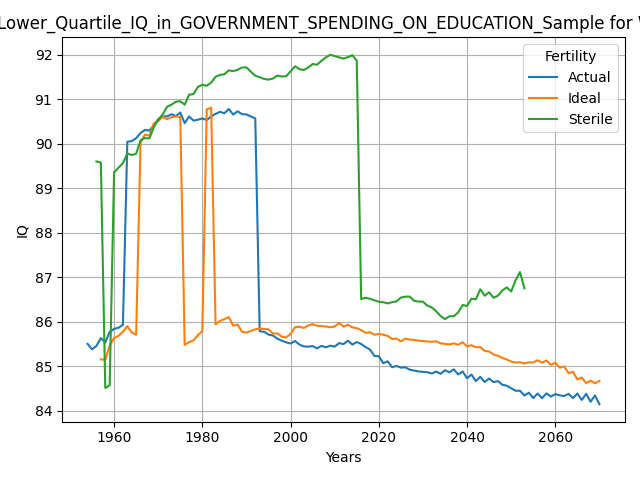 Lower_Quartile_IQ_in_GOVERNMENT_SPENDING_ON_EDUCATION_Sample for
Fertility
Actual
Ideal
Sterile
92
91
90
89
88
87
86
85
84
IQ
1960 1980 2000 2020 2040 2060
Years